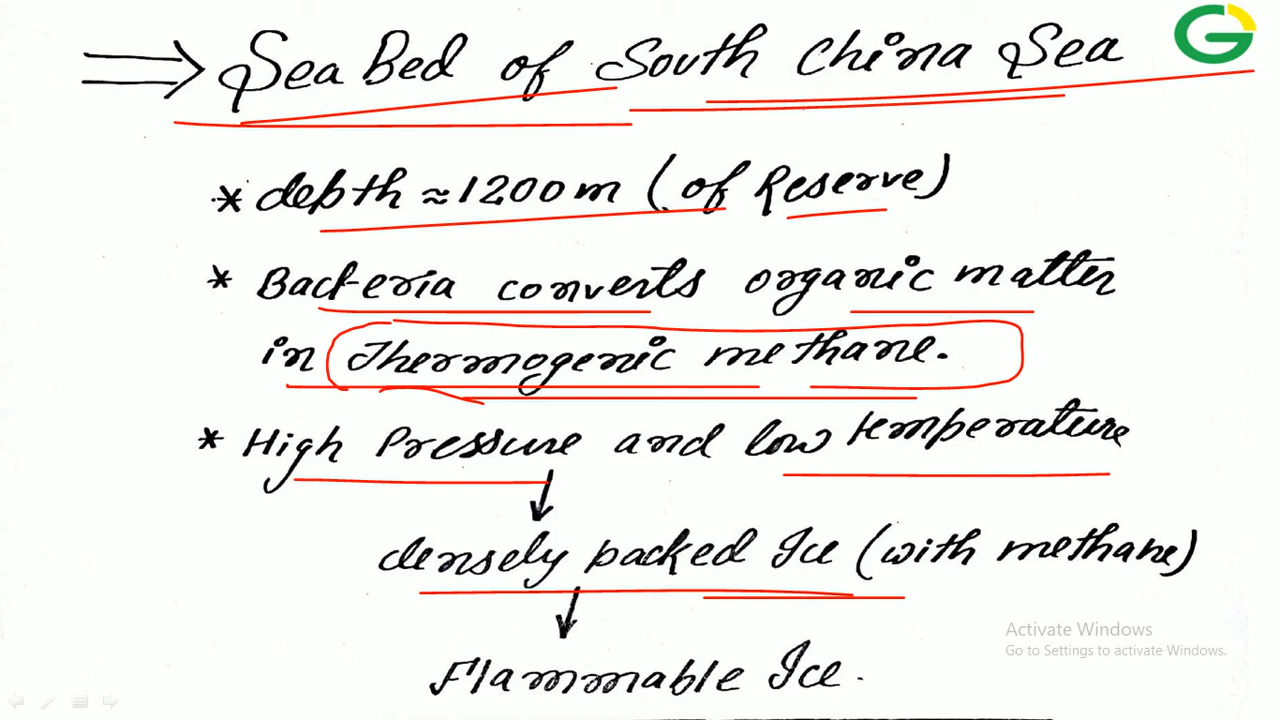 ⇒ Sea Bed of South China Sea
* depth ≈ 1200m (of Reserve)
* Bacteria converts organic matter
in Thermogenic methane.
* High Pressure and low temperature
↓
densely packed Ice (with methane)
↓
Flammable Ice.
Activate Windows
Go to Settings to activate Windows.